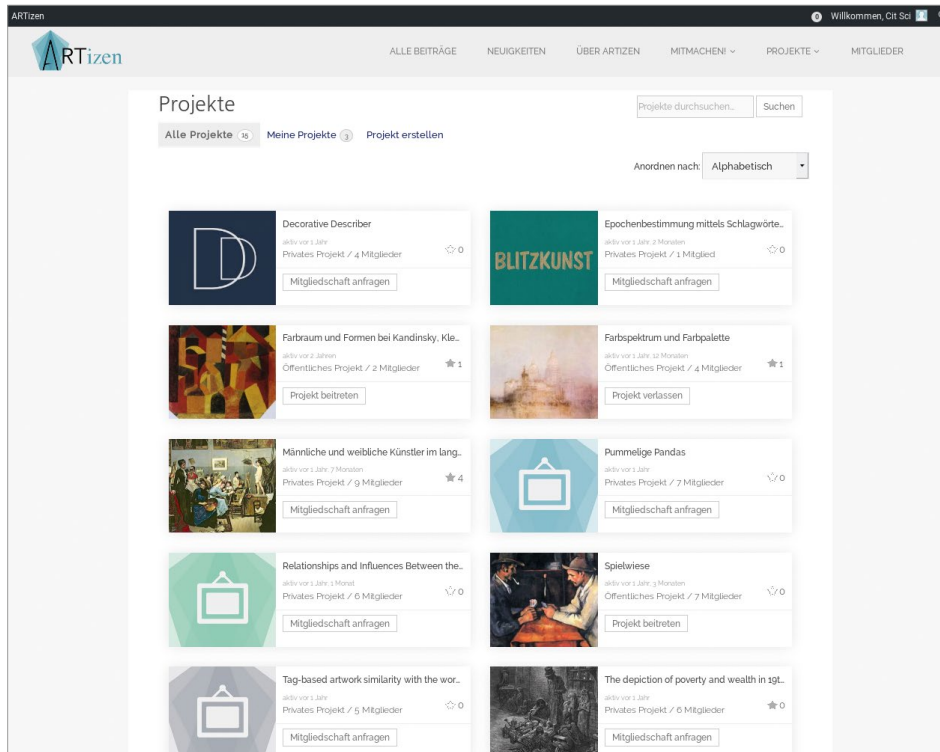 ARTizen
0 Willkommen, Cit Sci
ARTizen
ALLE BEITRÄGE NEUIGKEITEN ÜBER ARTIZEN MITMACHEN! PROJEKTE MITGLIEDER
Projekte
Projekte durchsuchen... Suchen
Alle Projekte 15 Meine Projekte 3 Projekt erstellen
Anordnen nach: Alphabetisch
DD
Decorative Describer
aktiv vor 1 Jahr
Privates Projekt / 4 Mitglieder
0
Mitgliedschaft anfragen
BLITZKUNST
Epochenbestimmung mittels Schlagwörte...
aktiv vor 1 Jahr, 2 Monaten
Privates Projekt / 1 Mitglied
0
Mitgliedschaft anfragen
Farbraum und Formen bei Kandinsky, Kle...
aktiv vor 2 Jahren
Öffentliches Projekt / 2 Mitglieder
1
Projekt beitreten
Farbspektrum und Farbpalette
aktiv vor 1 Jahr, 12 Monaten
Öffentliches Projekt / 4 Mitglieder
1
Projekt verlassen
Männliche und weibliche Künstler im lang...
aktiv vor 1 Jahr, 7 Monaten
Privates Projekt / 9 Mitglieder
4
Mitgliedschaft anfragen
Pummelige Pandas
aktiv vor 1 Jahr
Privates Projekt / 7 Mitglieder
0
Mitgliedschaft anfragen
Relationships and Influences Between the...
aktiv vor 1 Jahr, 1 Monat
Privates Projekt / 6 Mitglieder
0
Mitgliedschaft anfragen
Spielwiese
aktiv vor 1 Jahr, 3 Monaten
Öffentliches Projekt / 7 Mitglieder
0
Projekt beitreten
Tag-based artwork similarity with the wor...
aktiv vor 1 Jahr
Privates Projekt / 5 Mitglieder
0
Mitgliedschaft anfragen
The depiction of poverty and wealth in 19t...
aktiv vor 1 Jahr
Privates Projekt / 6 Mitglieder
0
Mitgliedschaft anfragen